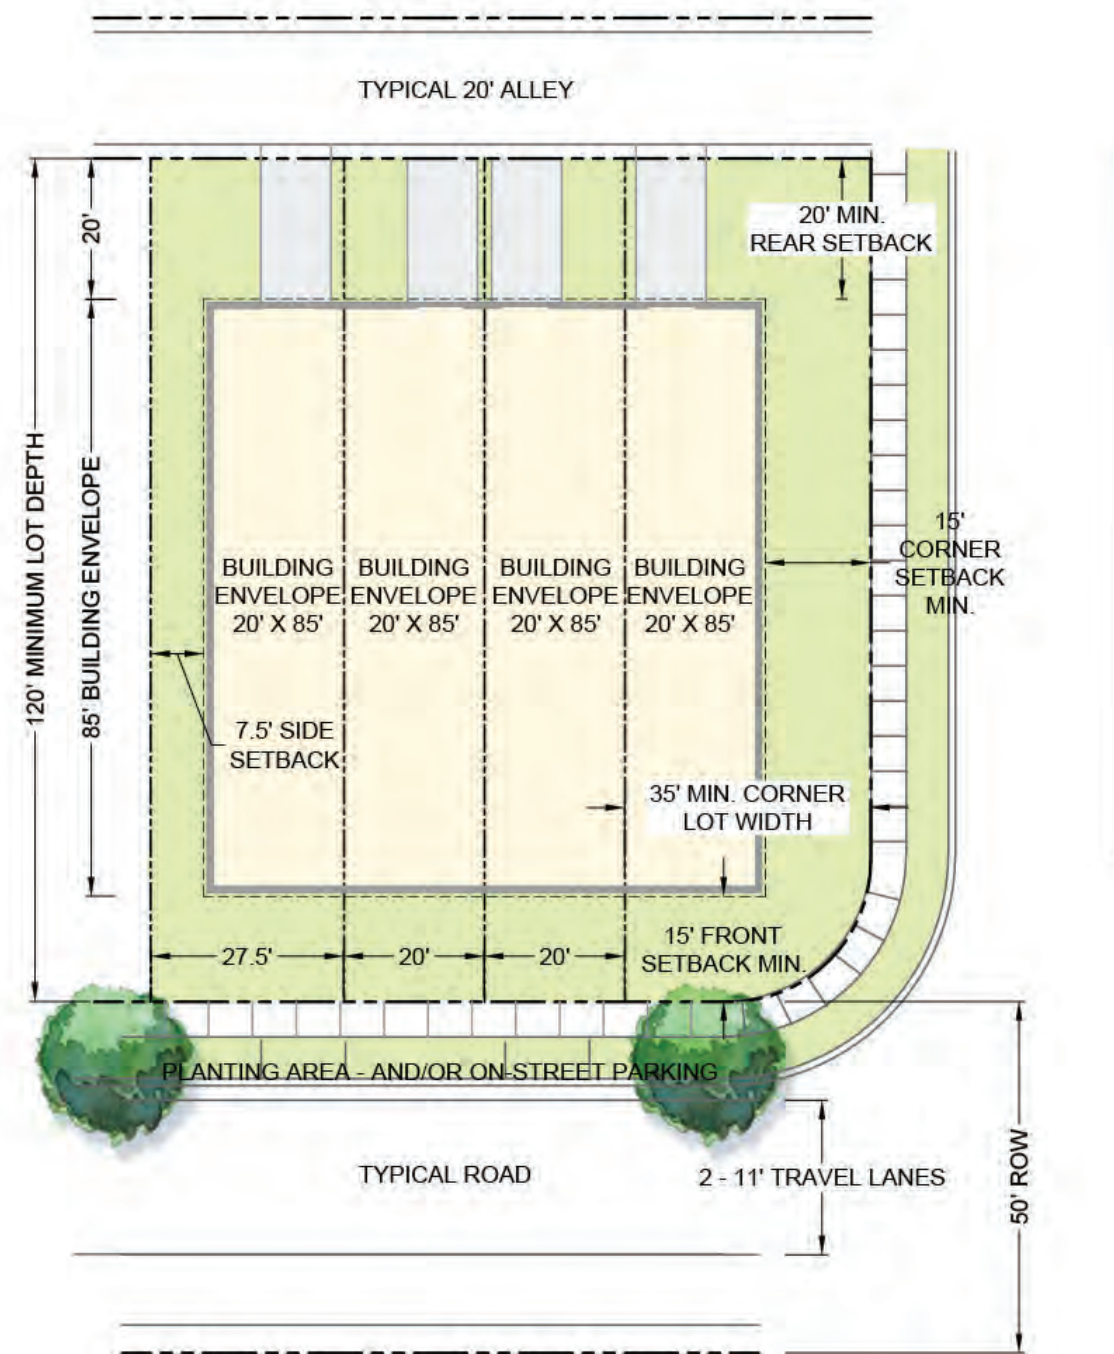 TYPICAL 20' ALLEY
20'
20' MIN.
REAR SETBACK
120' MINIMUM LOT DEPTH
85' BUILDING ENVELOPE
BUILDING
ENVELOPE
20' X 85'
BUILDING
ENVELOPE
20' X 85'
BUILDING
ENVELOPE
20' X 85'
BUILDING
ENVELOPE
20' X 85'
15'
CORNER
SETBACK
MIN.
7.5' SIDE
SETBACK
35' MIN. CORNER
LOT WIDTH
15' FRONT
SETBACK MIN.
27.5'
20'
20'
PLANTING AREA - AND/OR ON-STREET PARKING
TYPICAL ROAD
2 - 11' TRAVEL LANES
50' ROW